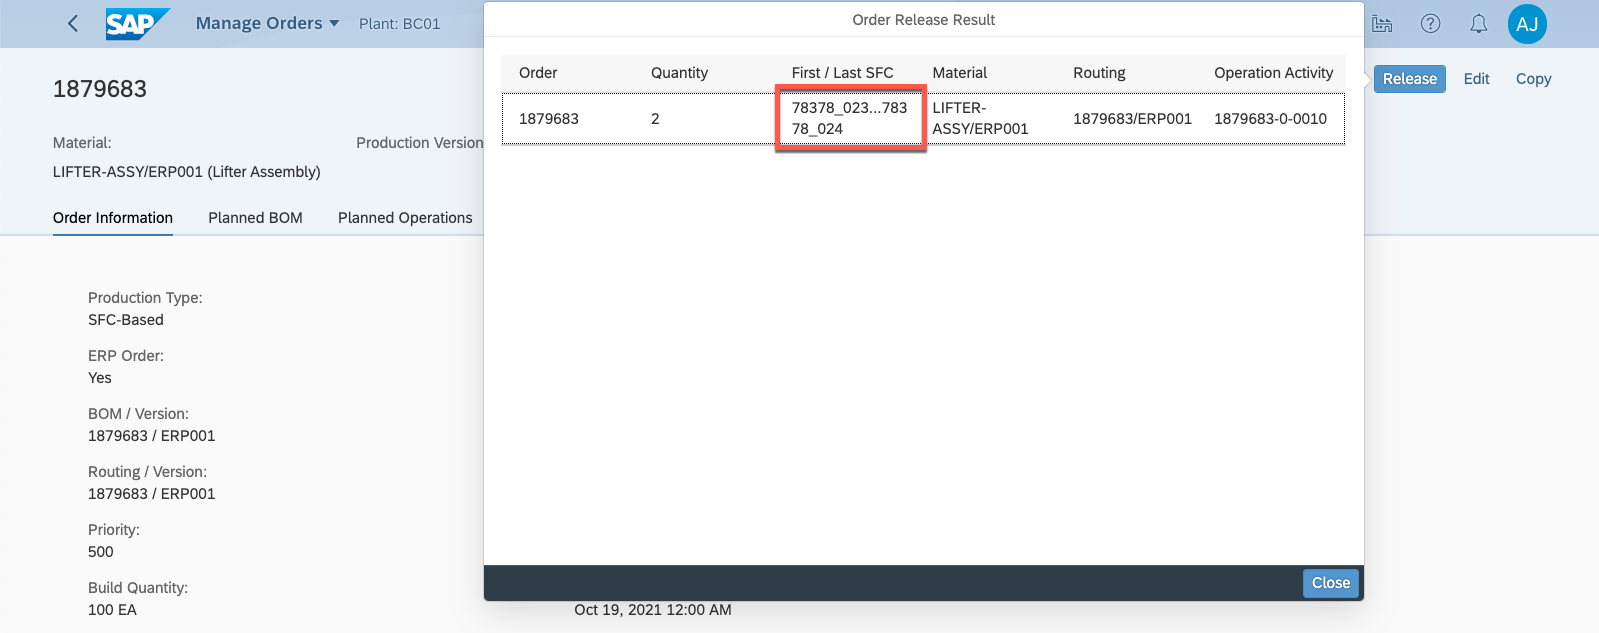 SAP
Manage Orders
Plant: BC01
AJ
1879683
Release
Edit
Copy
Material:
Production Version
LIFTER-ASSY/ERP001 (Lifter Assembly)
Order Information
Planned BOM
Planned Operations
Production Type:
SFC-Based
ERP Order:
Yes
BOM / Version:
1879683 / ERP001
Routing / Version:
1879683 / ERP001
Priority:
500
Build Quantity:
100 EA
Oct 19, 2021 12:00 AM
Order Release Result
Order
Quantity
First / Last SFC
Material
Routing
Operation Activity
1879683
2
78378_023...783
78_024
LIFTER-
ASSY/ERP001
1879683/ERP001
1879683-0-0010
Close